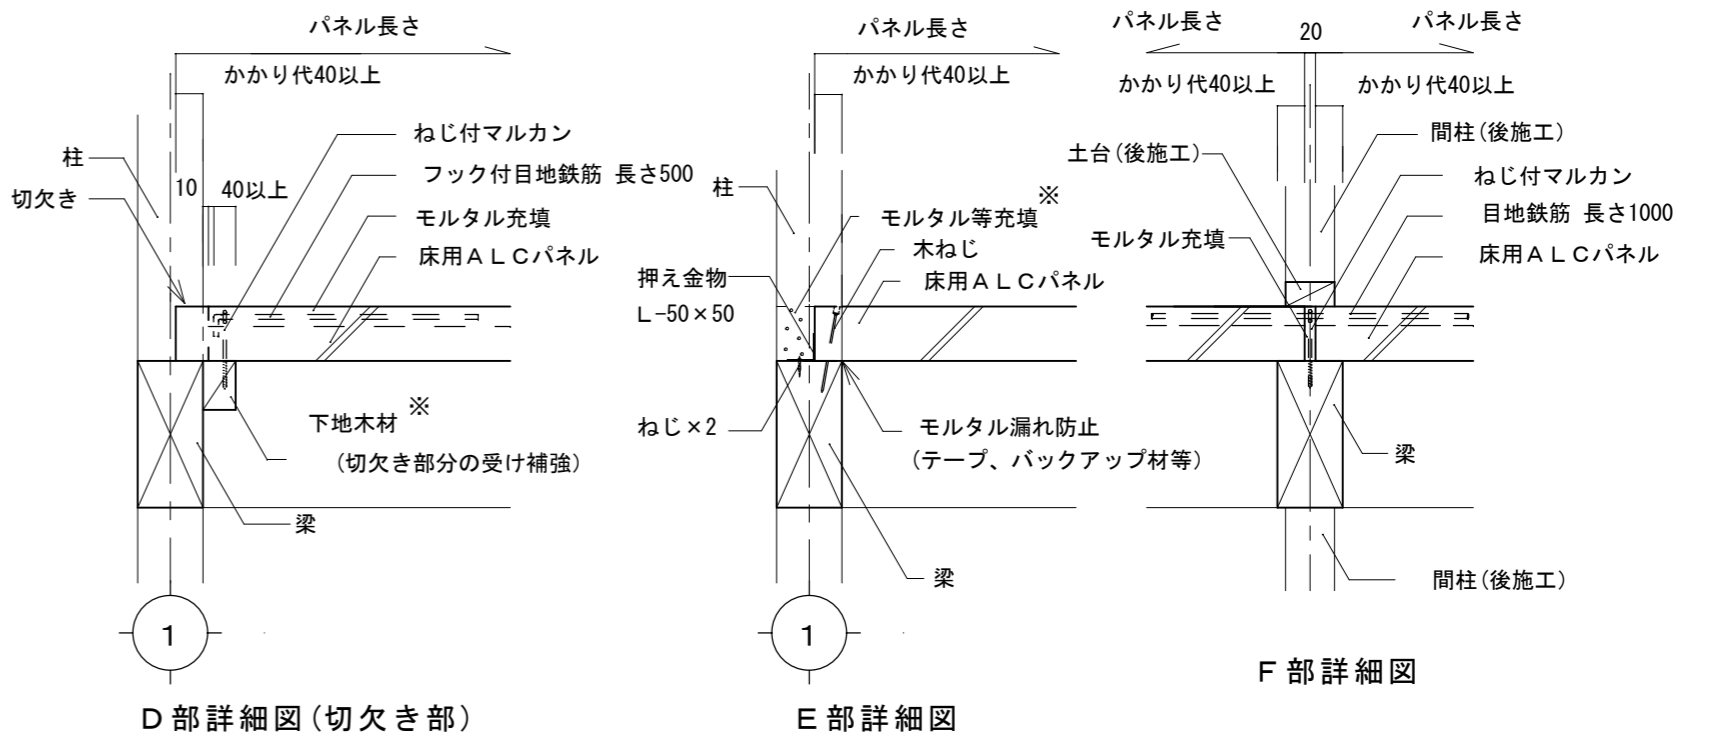 パネル長さ
かかり代40以上
ねじ付マルカン
柱
フック付目地鉄筋 長さ500
10
40以上
切欠き
モルタル充填
床用ALCパネル
下地木材 ※
(切欠き部分の受け補強)
梁
1
D部詳細図(切欠き部)
パネル長さ
かかり代40以上
柱
モルタル等充填 ※
木ねじ
押え金物
L-50×50
床用ALCパネル
ねじ×2
モルタル漏れ防止
(テープ、バックアップ材等)
梁
1
E部詳細図
パネル長さ
20
パネル長さ
かかり代40以上
かかり代40以上
間柱(後施工)
土台(後施工)
ねじ付マルカン
目地鉄筋 長さ1000
モルタル充填
床用ALCパネル
梁
間柱(後施工)
F部詳細図